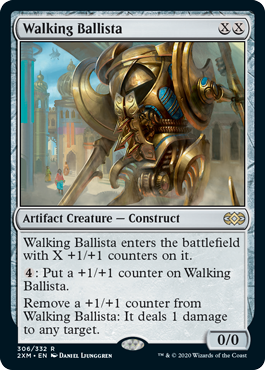 Walking Ballista XX
Artifact Creature — Construct
Walking Ballista enters the battlefield
with X +1/+1 counters on it.
4: Put a +1/+1 counter on Walking
Ballista.
Remove a +1/+1 counter from
Walking Ballista: It deals 1 damage
to any target.
0/0
306/332 R
2XM • EN Daniel Ljunggren ™ & © 2020 Wizards of the Coast